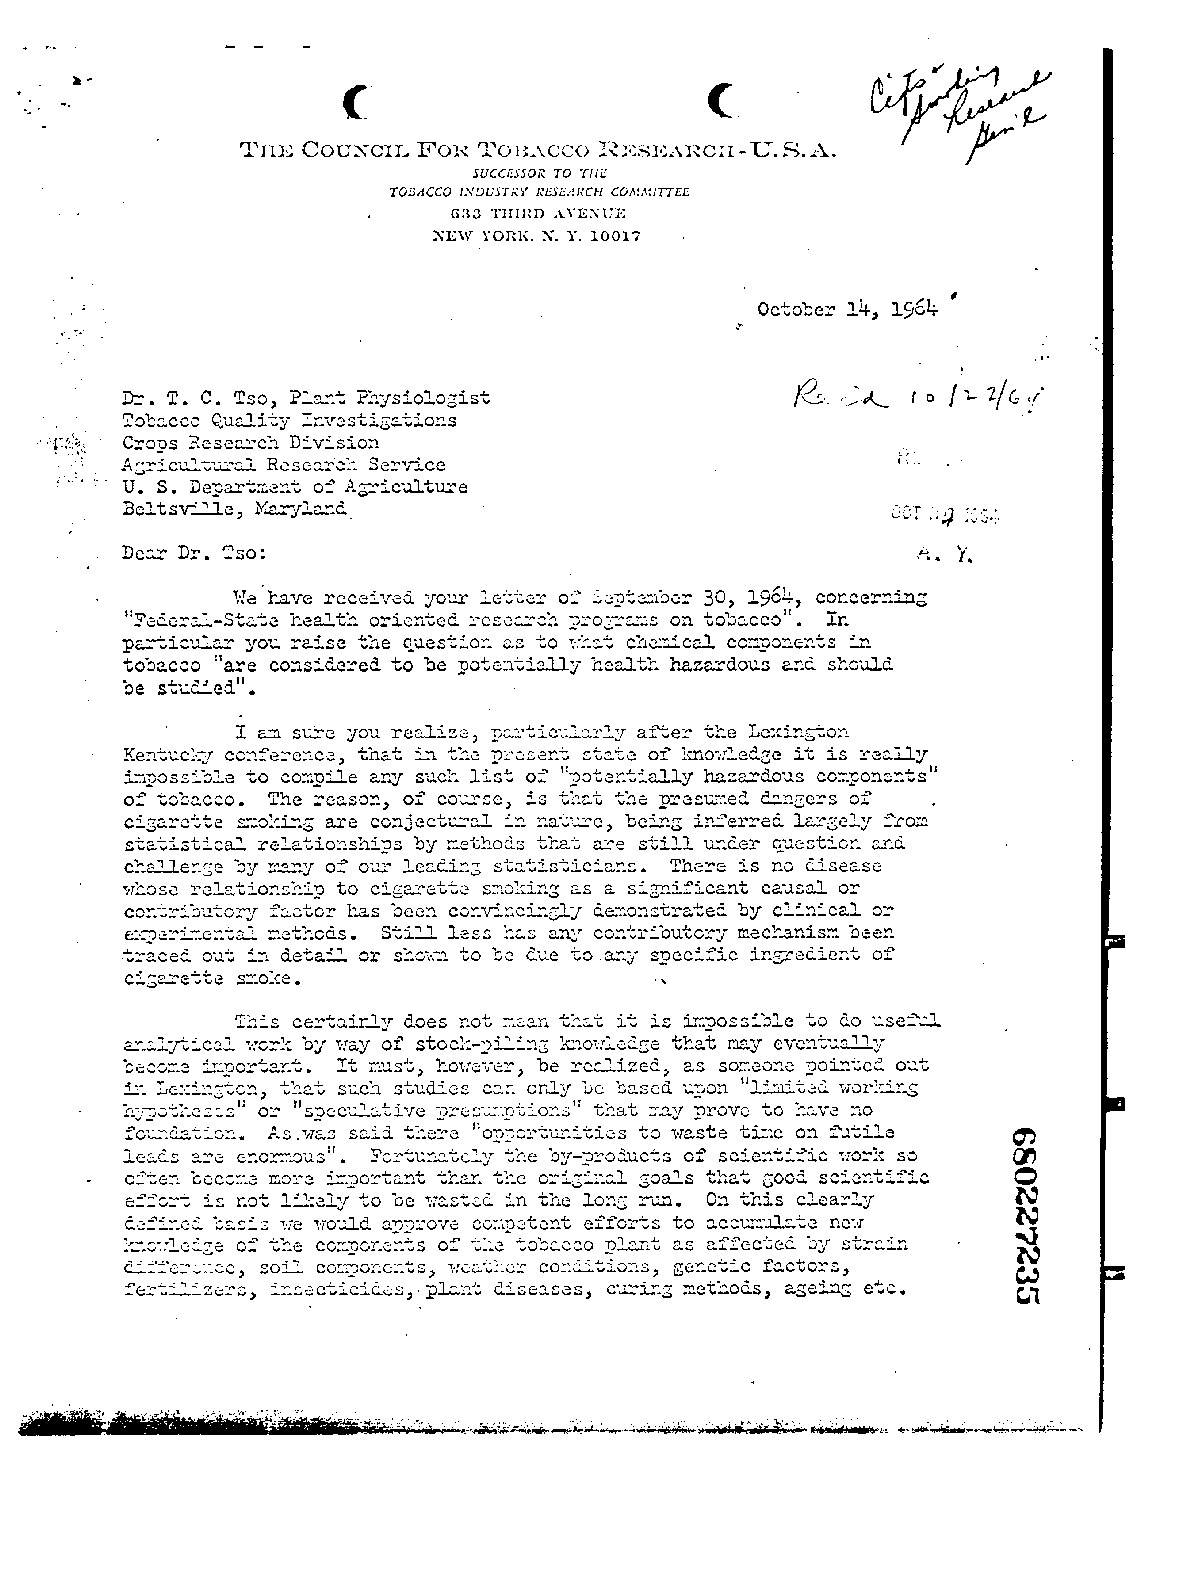 THE COUNCIL FOR TOBACCO RESEARCH-U.S.A.
SUCCESSOR TO THE
TOBACCO INDUSTRY RESEARCH COMMITTEE
633 THIRD AVENUE
NEW YORK, N. Y. 10017
October 14, 1964
Dr. T. C. Tso, Plant Physiologist
Tobacco Quality Investigations
Crops Research Division
Agricultural Research Service
U. S. Department of Agriculture
Beltsville, Maryland
Rec'd 10/22/64
OCT 1964
A. Y.
Dear Dr. Tso:
We have received your letter of September 30, 1964, concerning
"Federal-State health oriented research programs on tobacco". In
particular you raise the question as to what chemical components in
tobacco "are considered to be potentially health hazardous and should
be studied".
I am sure you realize, particularly after the Lexington
Kentucky conference, that in the present state of knowledge it is really
impossible to compile any such list of "potentially hazardous components"
of tobacco. The reason, of course, is that the presumed dangers of
cigarette smoking are conjectural in nature, being inferred largely from
statistical relationships by methods that are still under question and
challenge by many of our leading statisticians. There is no disease
whose relationship to cigarette smoking as a significant causal or
contributory factor has been convincingly demonstrated by clinical or
experimental methods. Still less has any contributory mechanism been
traced out in detail or shown to be due to any specific ingredient of
cigarette smoke.
This certainly does not mean that it is impossible to do useful
analytical work by way of stock-piling knowledge that may eventually
become important. It must, however, be realized, as someone pointed out
in Lexington, that such studies can only be based upon "limited working
hypothesis" or "speculative presumptions" that may prove to have no
foundation. As was said there "opportunities to waste time on futile
leads are enormous". Fortunately the by-products of scientific work so
often become more important than the original goals that good scientific
effort is not likely to be wasted in the long run. On this clearly
defined basis we would approve competent efforts to accumulate new
knowledge of the components of the tobacco plant as affected by strain
difference, soil components, weather conditions, genetic factors,
fertilizers, insecticides, plant diseases, curing methods, ageing etc.
680227235